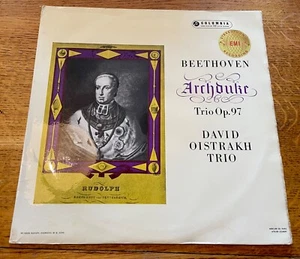 COLUMBIA
EMI
BEETHOVEN
Archduke
Trio Op. 97
DAVID
OISTRAKH
TRIO
RUDOLPH